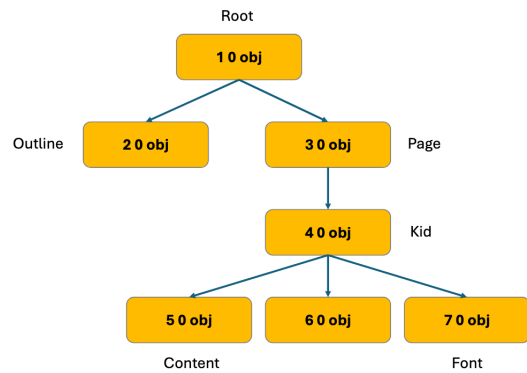 Root
1 0 obj
Outline
2 0 obj
3 0 obj
Page
4 0 obj
Kid
5 0 obj
6 0 obj
7 0 obj
Content
Font